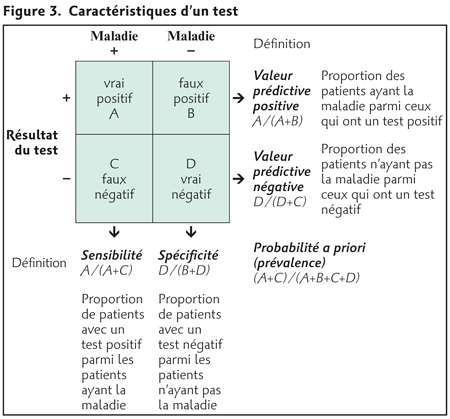 Figure 3. Caractéristiques d'un test
Maladie
+
Maladie
–
Définition
Résultat
du test
+
vrai
positif
A
faux
positif
B
Valeur
prédictive
positive
A/(A+B)
Proportion des
patients ayant la
maladie parmi ceux
qui ont un test positif
–
C
faux
négatif
D
vrai
négatif
Valeur
prédictive
négative
D/(D+C)
Proportion des
patients n'ayant pas
la maladie parmi
ceux qui ont un test
négatif
Définition
Sensibilité
A/(A+C)
Proportion
de patients
avec un
test positif
parmi les
patients
ayant la
maladie
Spécificité
D/(B+D)
Proportion
de patients
avec un
test négatif
parmi les
patients
n'ayant pas
la maladie
Probabilité a priori
(prévalence)
(A+C)/(A+B+C+D)